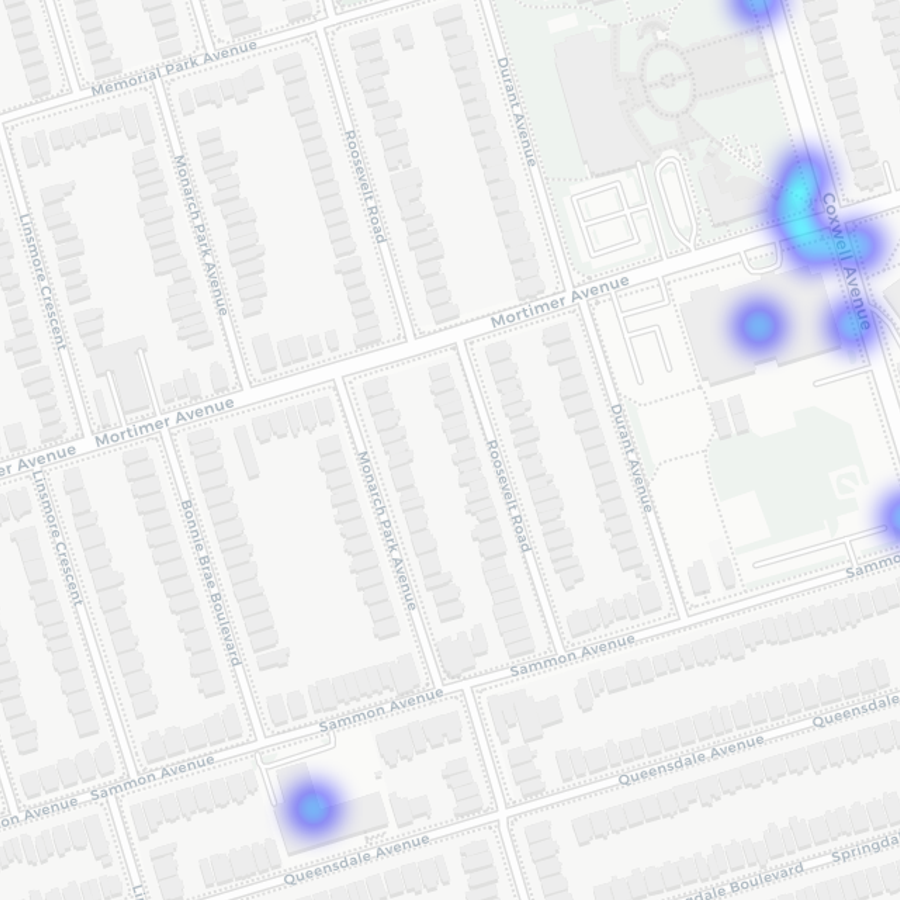 Memorial Park Avenue
Durant Avenue
Roosevelt Road
Monarch Park Avenue
Linsmore Crescent
Coxwell Avenue
Mortimer Avenue
Mortimer Avenue
er Avenue
Durant Avenue
Roosevelt Road
Monarch Park Avenue
Bonnie Brae Boulevard
Linsmore Crescent
Sammo
Sammon Avenue
Sammon Avenue
Sammon Avenue
on Avenue
Queensdale
Queensdale Avenue
Queensdale Avenue
Springda
dale Boulevard
Li